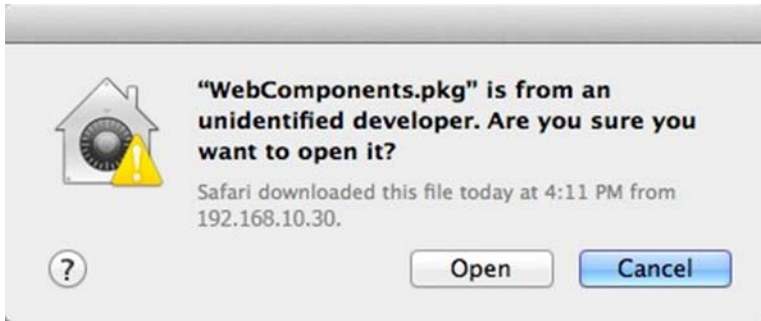 “WebComponents.pkg” is from an
unidentified developer. Are you sure you
want to open it?
Safari downloaded this file today at 4:11 PM from
192.168.10.30.
?
Open
Cancel